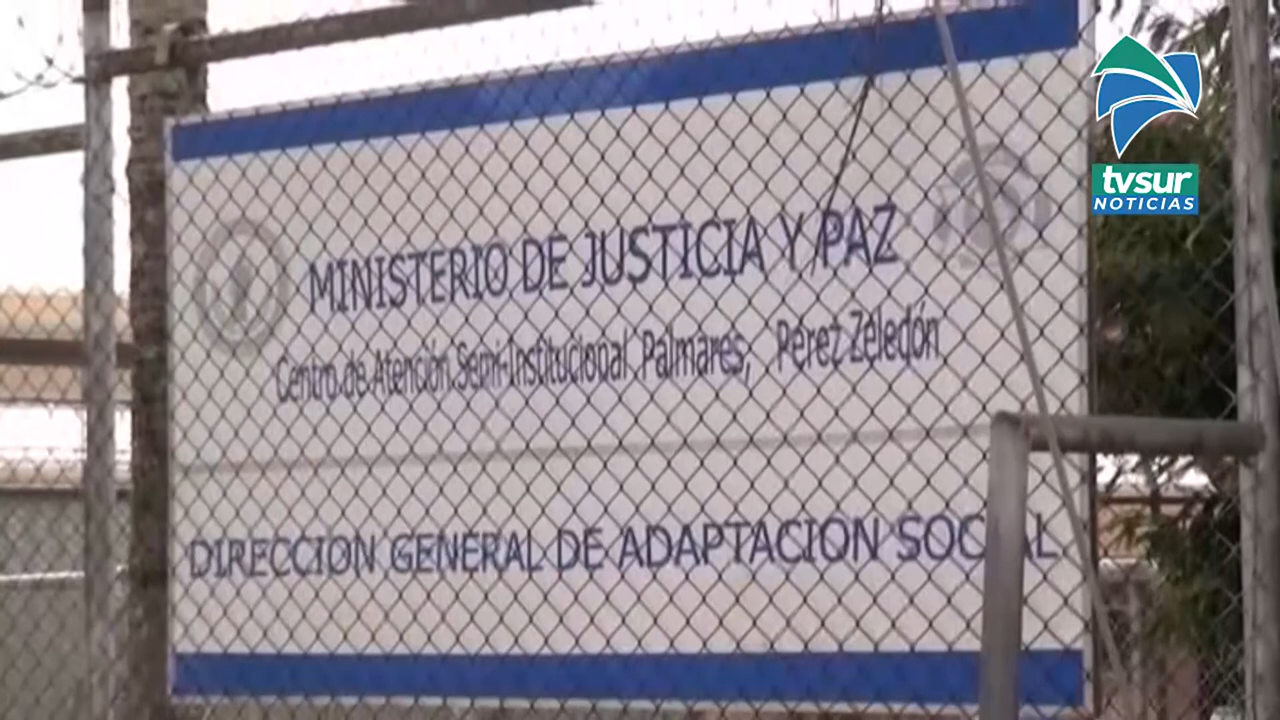 tvsur
NOTICIAS
MINISTERIO DE JUSTICIA Y PAZ
Centro de Atención Semi-Institucional Palmares, Pérez Zeledón
DIRECCION GENERAL DE ADAPTACION SOCIAL